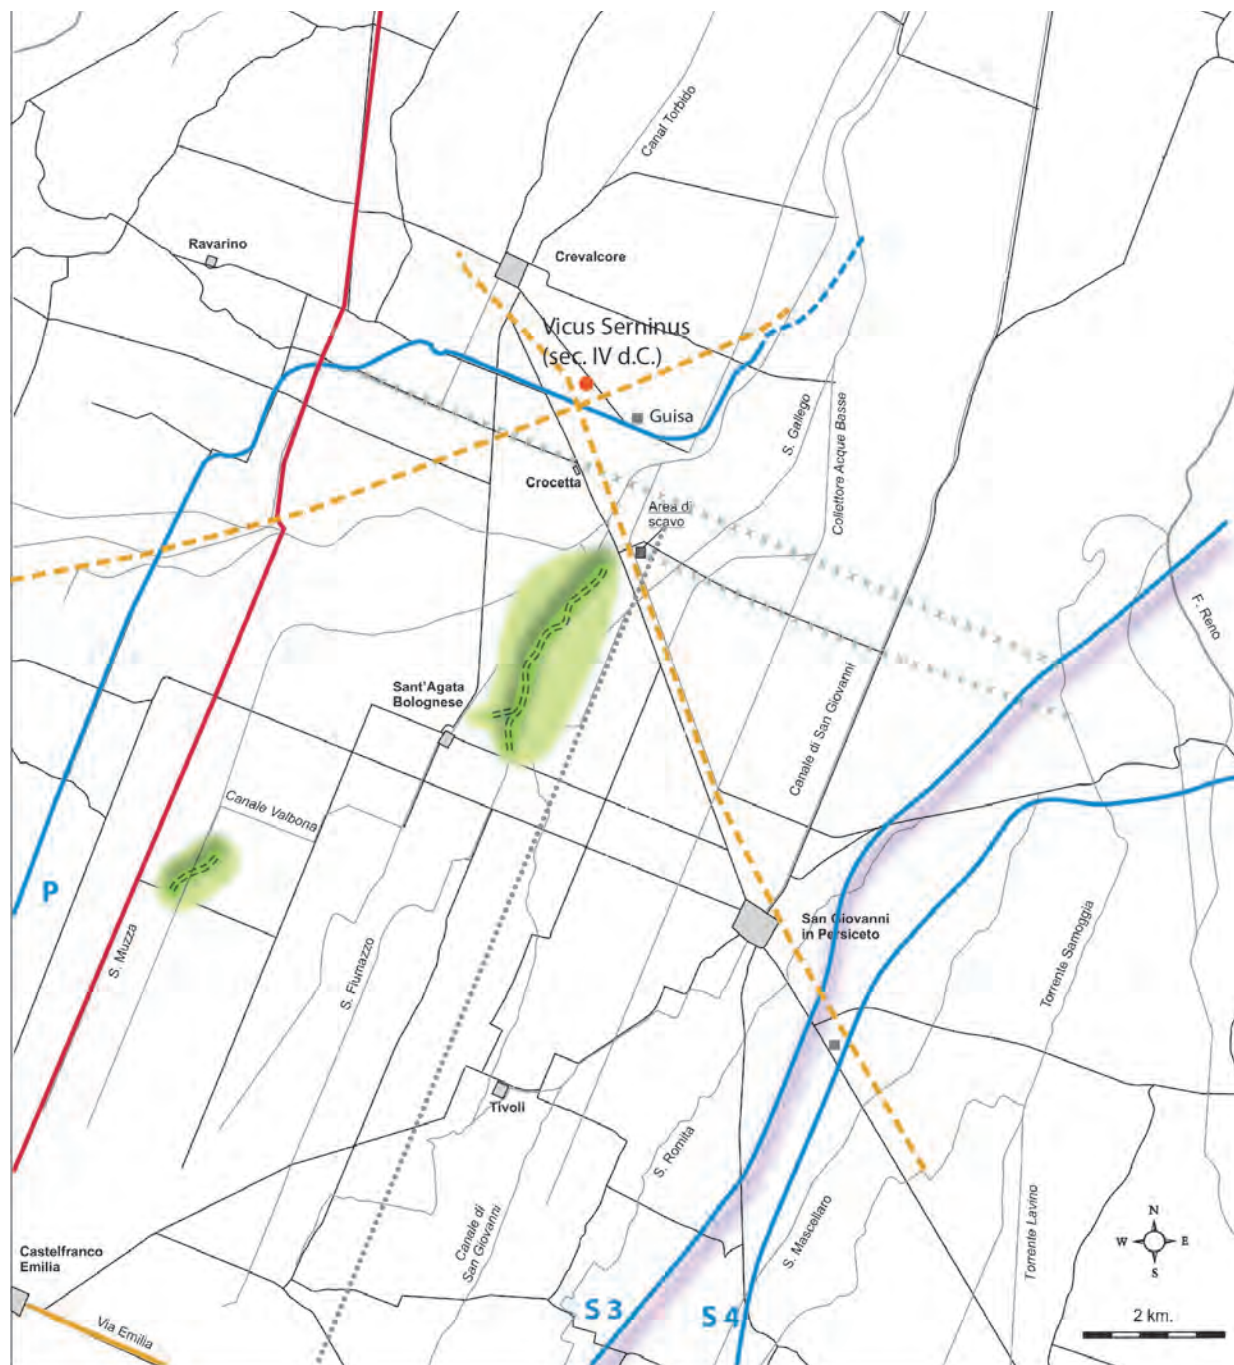 Canal Torbido
Ravarino
Crevalcore
Vicus Serninus
(sec. IV d.C.)
Guisa
S. Gallego
Collettore Acque Basse
Crocetta
Area di
scavo
F. Reno
Sant'Agata
Bolognese
Canale di San Giovanni
Canale Valbona
P
S. Muzza
S. Fiumazzo
San Giovanni
in Persiceto
Torrente Samoggia
Tivoli
S. Romita
Canale di
San Giovanni
S. Mascellaro
Torrente Lavino
N
W
E
S
Castelfranco
Emilia
Via Emilia
S 3
S 4
2 km.